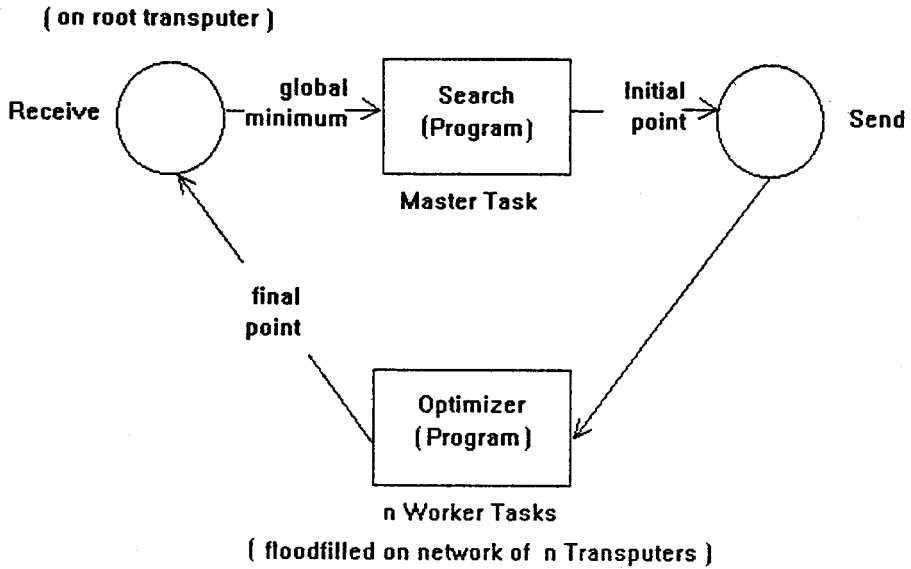 ( on root transputer )
Receive
global
minimum
Search
(Program)
Initial
point
Send
Master Task
final
point
Optimizer
(Program)
n Worker Tasks
( floodfilled on network of n Transputers )